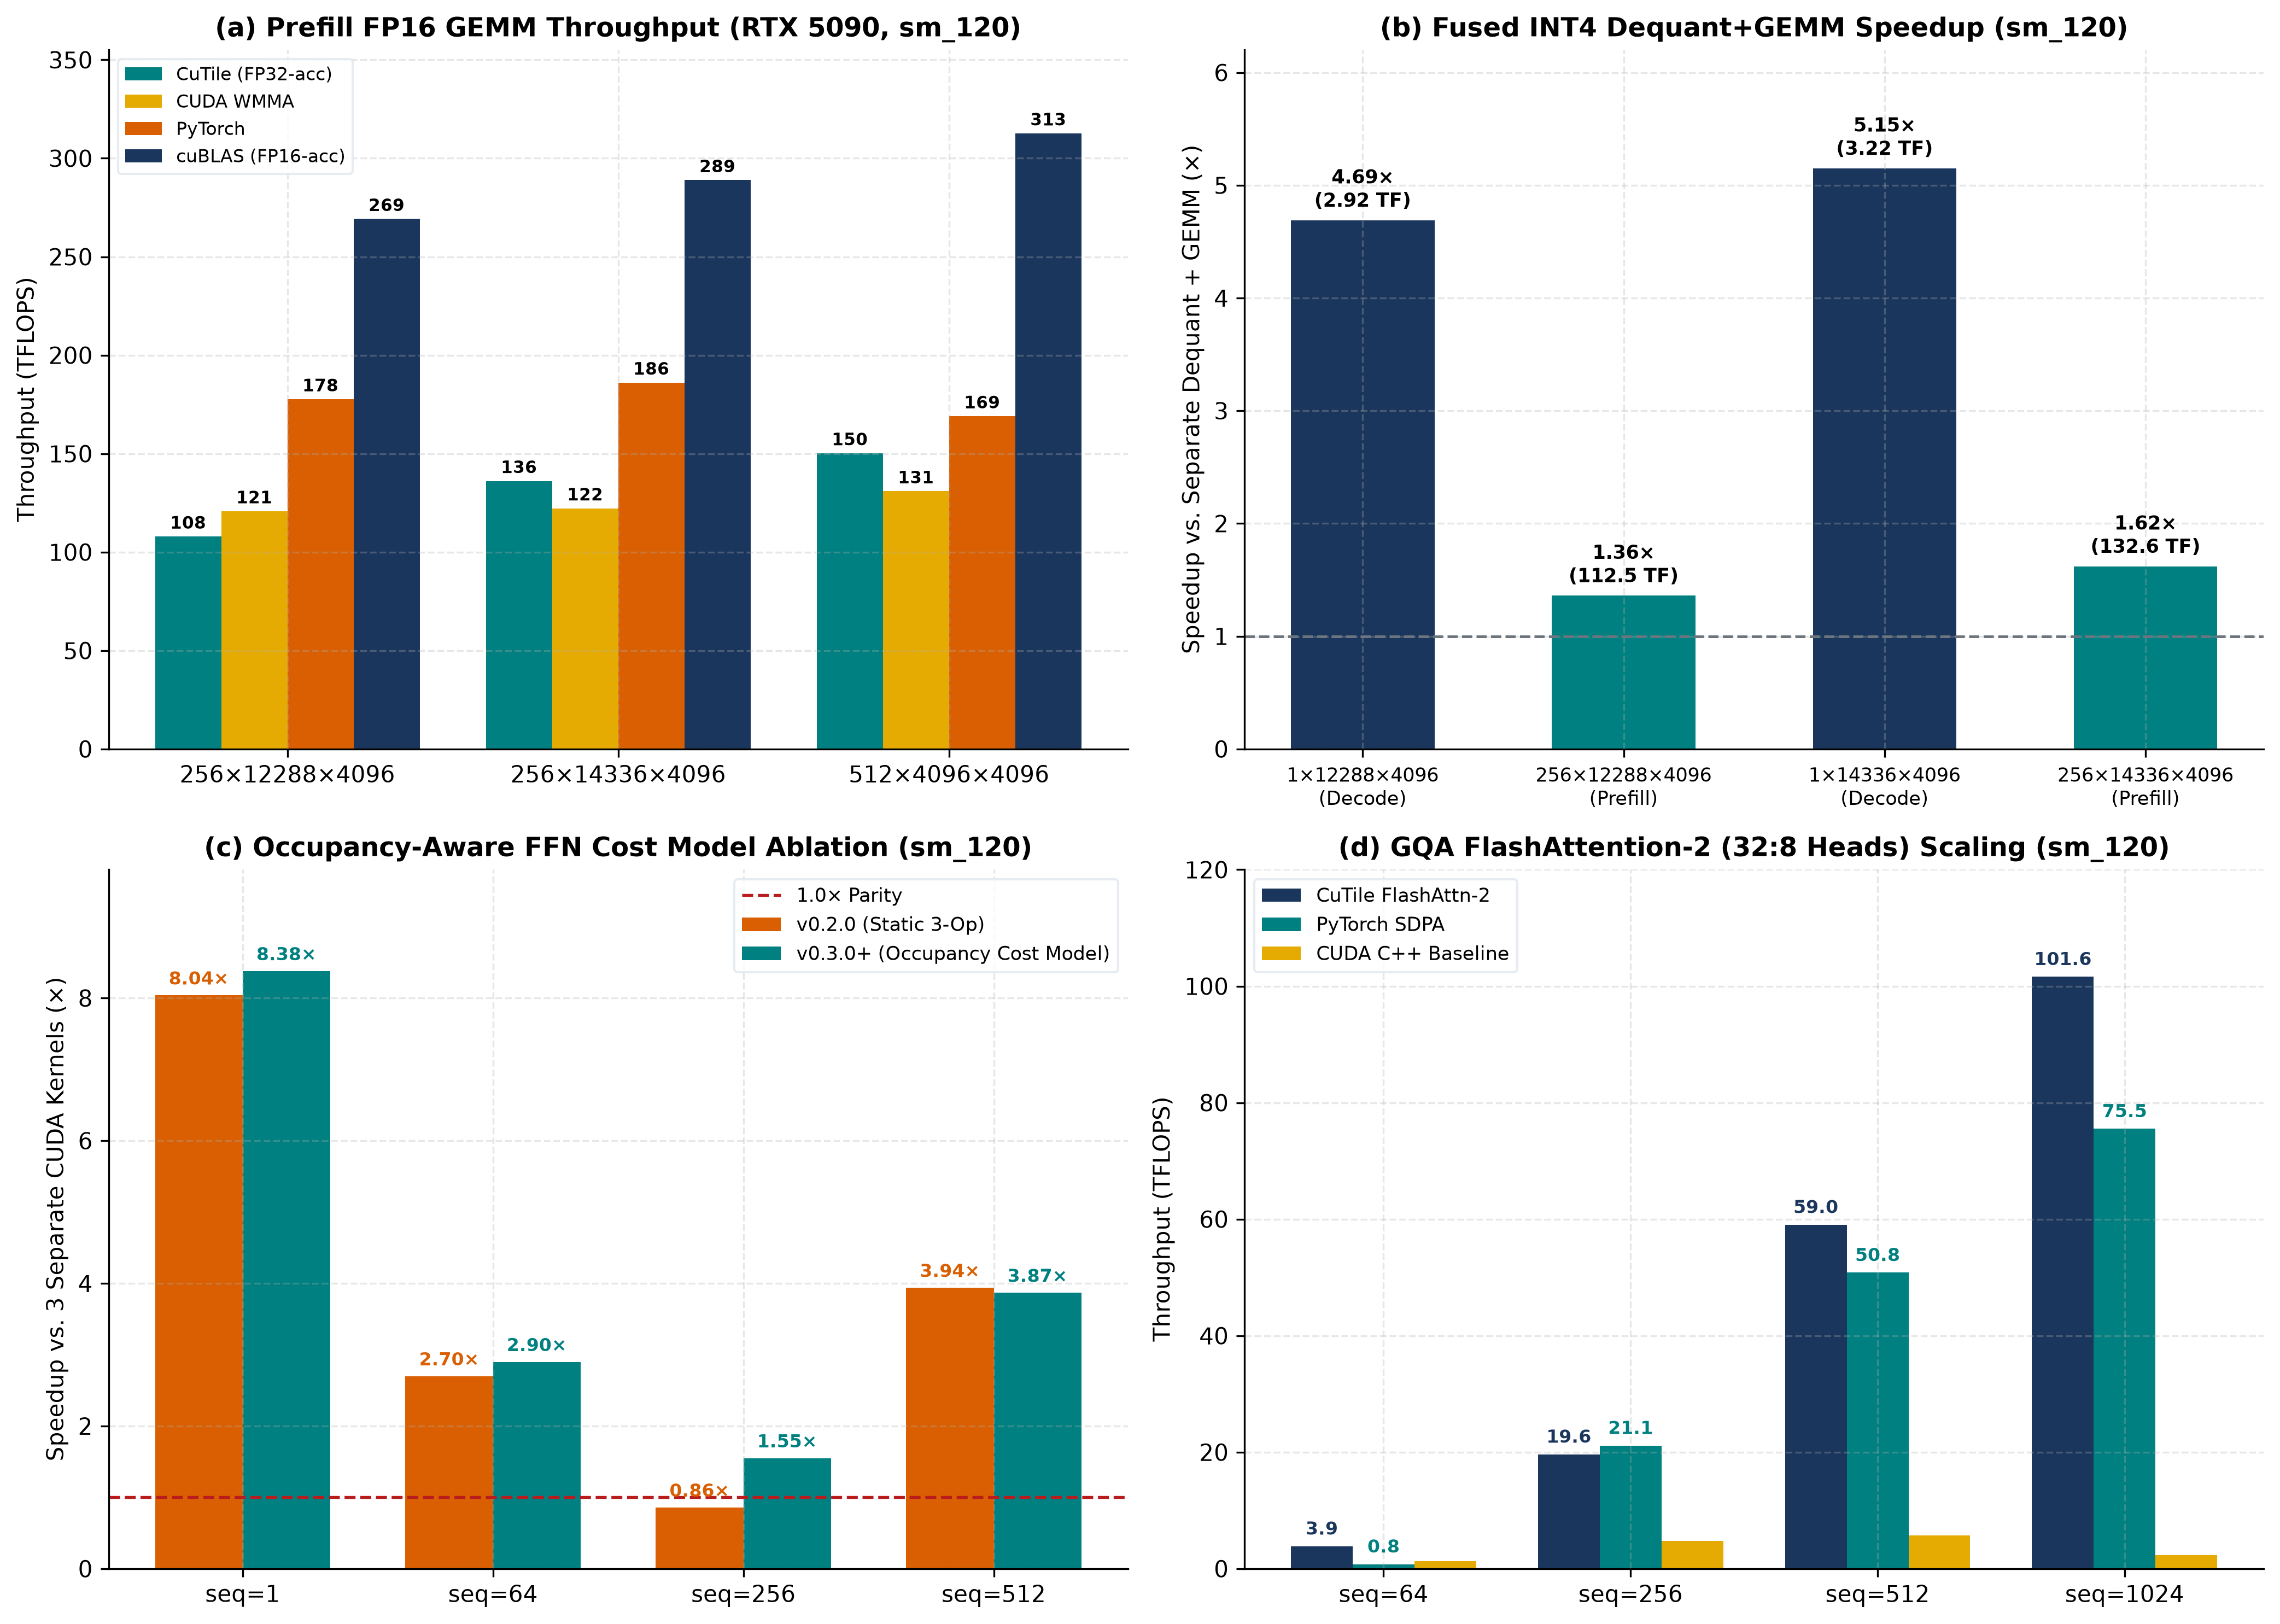 (a) Prefill FP16 GEMM Throughput (RTX 5090, sm_120)
Throughput (TFLOPS)
350
300
250
200
150
100
50
0
CuTile (FP32-acc)
CUDA WMMA
PyTorch
cuBLAS (FP16-acc)
108
121
178
269
136
122
186
289
150
131
169
313
256×12288×4096
256×14336×4096
512×4096×4096
(b) Fused INT4 Dequant+GEMM Speedup (sm_120)
Speedup vs. Separate Dequant + GEMM (×)
6
5
4
3
2
1
0
4.69×
(2.92 TF)
1.36×
(112.5 TF)
5.15×
(3.22 TF)
1.62×
(132.6 TF)
1×12288×4096
(Decode)
256×12288×4096
(Prefill)
1×14336×4096
(Decode)
256×14336×4096
(Prefill)
(c) Occupancy-Aware FFN Cost Model Ablation (sm_120)
Speedup vs. 3 Separate CUDA Kernels (×)
8
6
4
2
0
1.0× Parity
v0.2.0 (Static 3-Op)
v0.3.0+ (Occupancy Cost Model)
8.04×
8.38×
2.70×
2.90×
0.86×
1.55×
3.94×
3.87×
seq=1
seq=64
seq=256
seq=512
(d) GQA FlashAttention-2 (32:8 Heads) Scaling (sm_120)
Throughput (TFLOPS)
120
100
80
60
40
20
0
CuTile FlashAttn-2
PyTorch SDPA
CUDA C++ Baseline
3.9
0.8
19.6
21.1
59.0
50.8
101.6
75.5
seq=64
seq=256
seq=512
seq=1024